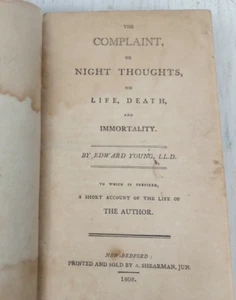 THE
COMPLAINT,
OR
NIGHT THOUGHTS,
ON
LIFE, DEATH,
AND
IMMORTALITY.
BY EDWARD YOUNG, LL.D.
TO WHICH IS PREFIXED,
A SHORT ACCOUNT OF THE LIFE OF
THE AUTHOR.
NEW-BEDFORD:
PRINTED AND SOLD BY A. SHEARMAN, JUN.
1808.